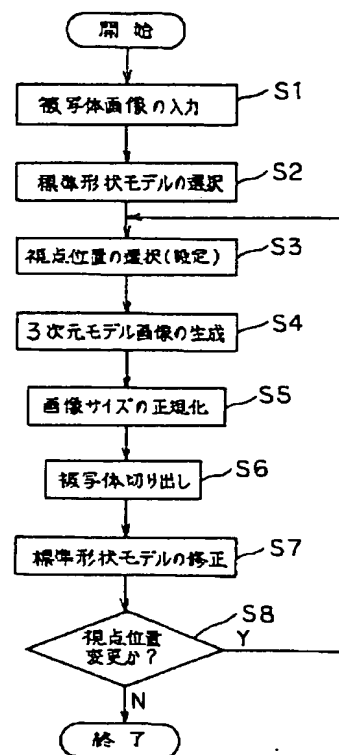 開始
被写体画像の入力
S1
標準形状モデルの選択
S2
視点位置の選択(設定)
S3
3次元モデル画像の生成
S4
画像サイズの正規化
S5
被写体切り出し
S6
標準形状モデルの修正
S7
視点位置
変更か?
S8
Y
N
終了